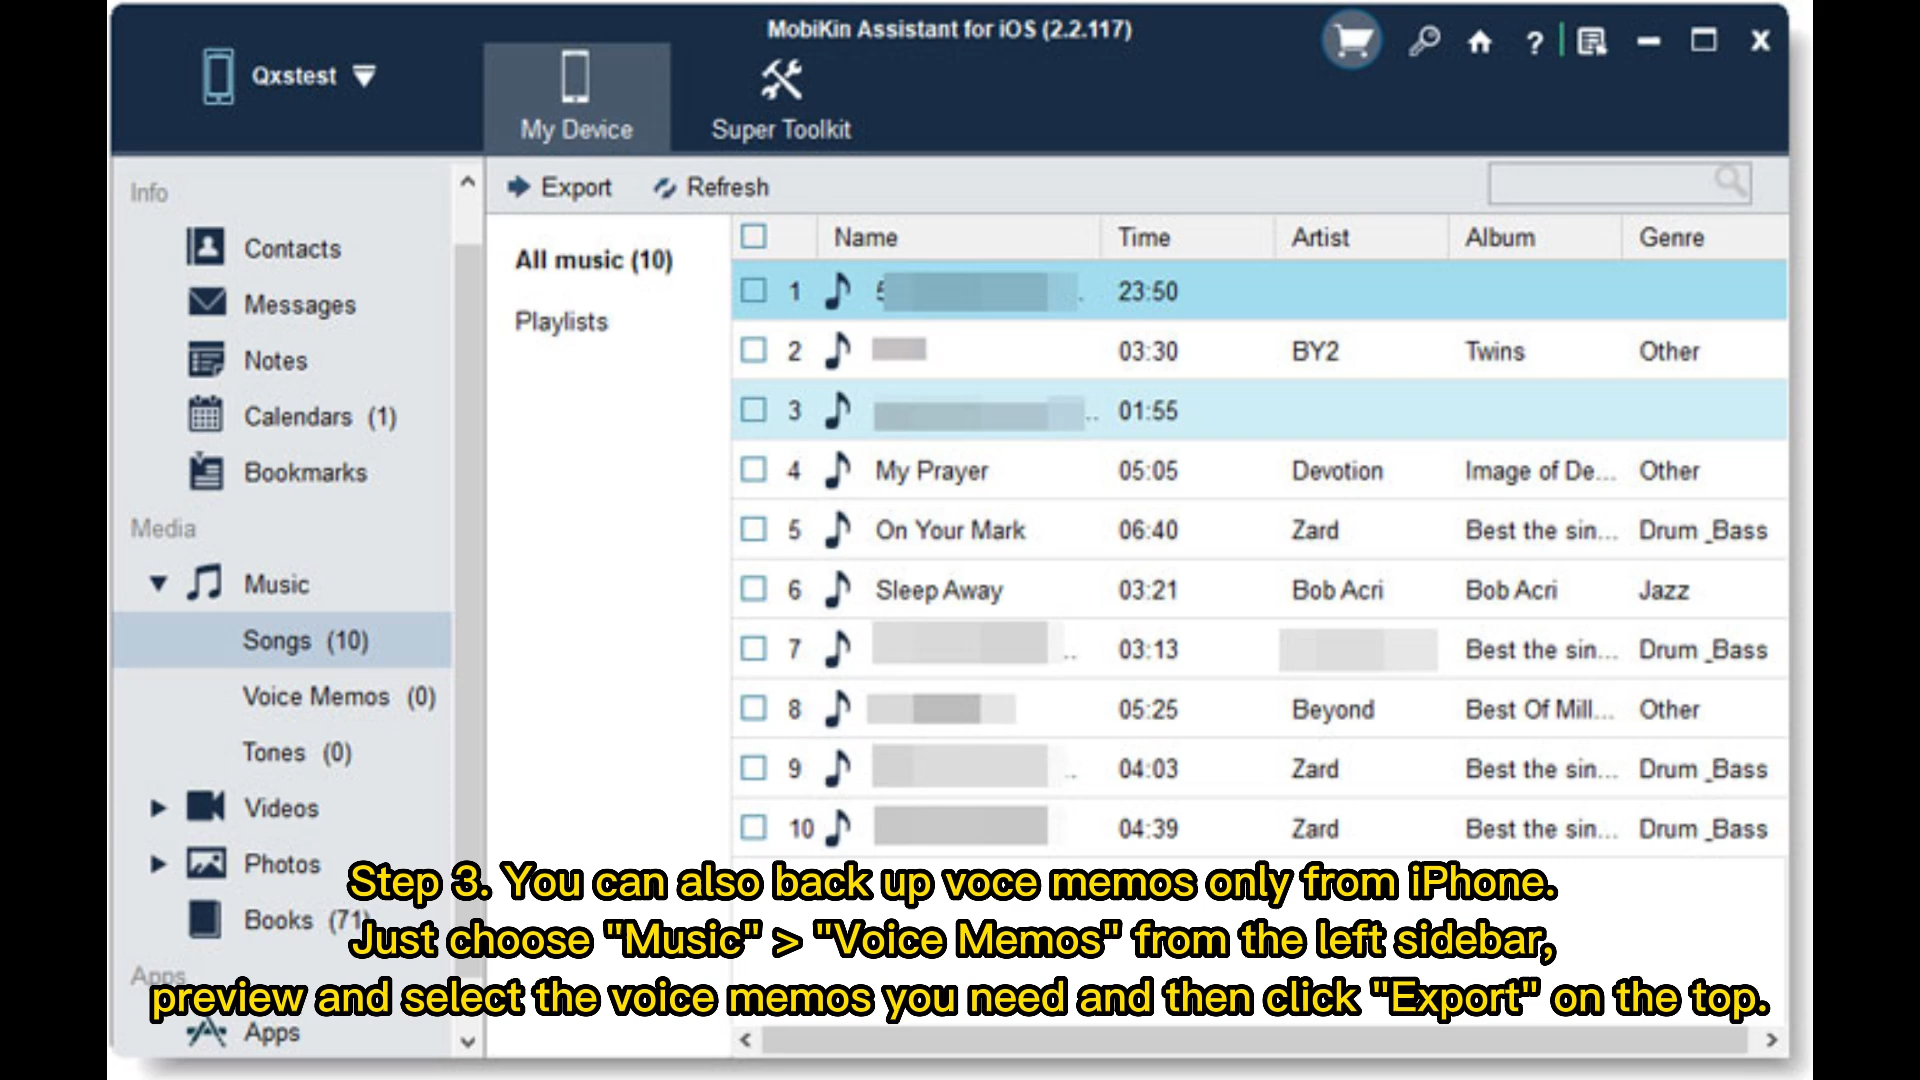 MobiKin Assistant for iOS (2.2.117)
Qxstest
My Device
Super Toolkit
?
Export
Refresh
Info
Contacts
Messages
Notes
Calendars (1)
Bookmarks
Media
Music
Songs (10)
Voice Memos (0)
Tones (0)
Videos
Photos
Books (71)
Apps
Apps
All music (10)
Playlists
Name Time Artist Album Genre
1 23:50
2 03:30 BY2 Twins Other
3 .. 01:55
4 My Prayer 05:05 Devotion Image of De... Other
5 On Your Mark 06:40 Zard Best the sin... Drum_Bass
6 Sleep Away 03:21 Bob Acri Bob Acri Jazz
7 .. 03:13 Best the sin... Drum_Bass
8 05:25 Beyond Best Of Mill... Other
9 .. 04:03 Zard Best the sin... Drum_Bass
10 04:39 Zard Best the sin... Drum_Bass
Step 3. You can also back up voce memos only from iPhone.
Just choose "Music" > "Voice Memos" from the left sidebar,
preview and select the voice memos you need and then click "Export" on the top.